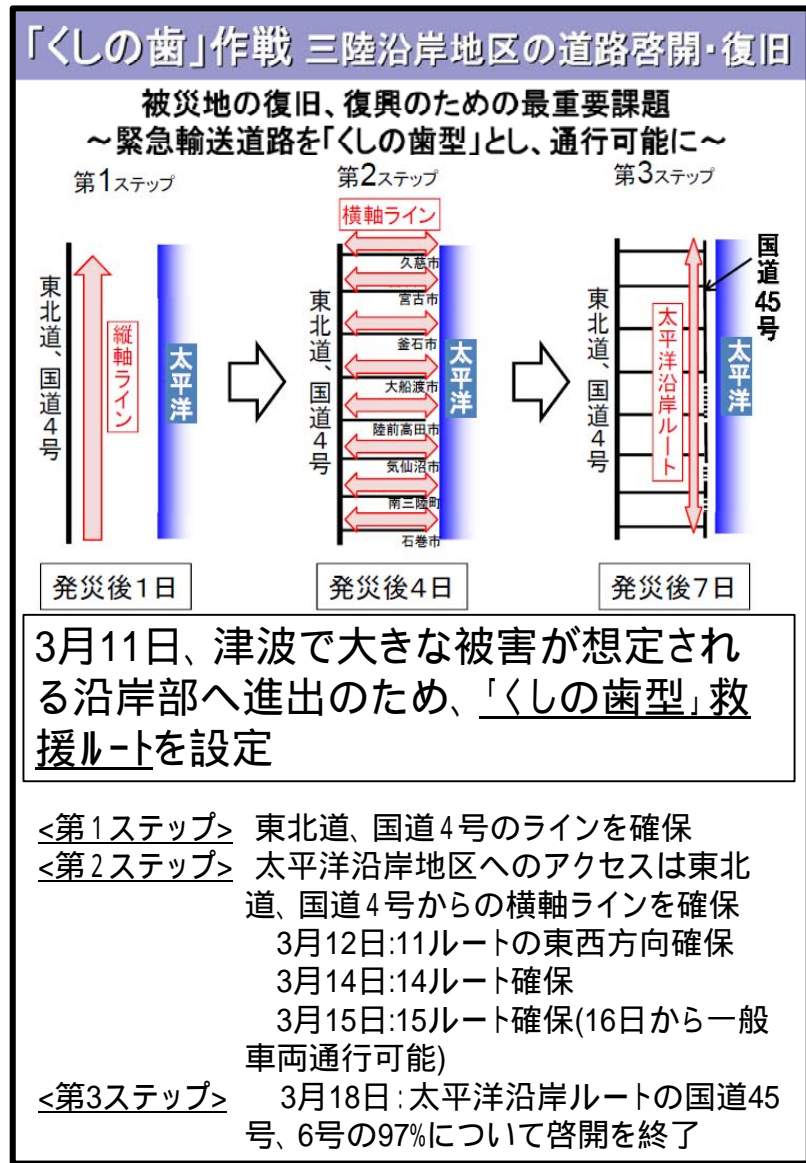 「くしの歯」作戦 三陸沿岸地区の道路啓開・復旧
被災地の復旧、復興のための最重要課題
～緊急輸送道路を「くしの歯型」とし、通行可能に～
第1ステップ
東北道、国道4号
縦軸ライン
太平洋
発災後1日
第2ステップ
横軸ライン
東北道、国道4号
久慈市
宮古市
釜石市
大船渡市
陸前高田市
気仙沼市
南三陸町
石巻市
太平洋
発災後4日
第3ステップ
東北道、国道4号
太平洋沿岸ルート
国道45号
太平洋
発災後7日
3月11日、津波で大きな被害が想定され
る沿岸部へ進出のため、「くしの歯型」救
援ルートを設定
<第1ステップ> 東北道、国道4号のラインを確保
<第2ステップ> 太平洋沿岸地区へのアクセスは東北
道、国道4号からの横軸ラインを確保
3月12日:11ルートの東西方向確保
3月14日:14ルート確保
3月15日:15ルート確保(16日から一般
車両通行可能)
<第3ステップ> 3月18日:太平洋沿岸ルートの国道45
号、6号の97%について啓開を終了